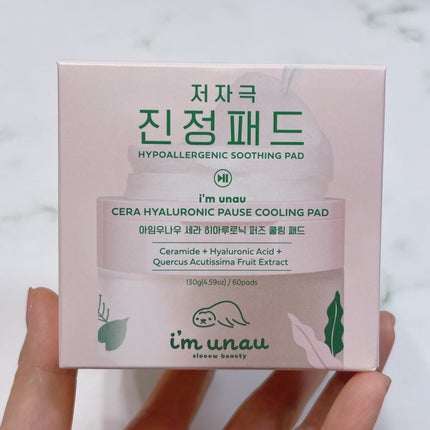 저자극
진정패드
HYPOALLERGENIC SOOTHING PAD
i'm unau
CERA HYALURONIC PAUSE COOLING PAD
아임우나우 세라 히아루로닉 퍼즈 쿨링 패드
Ceramide + Hyaluronic Acid +
Quercus Acutissima Fruit Extract
130g(4.59oz) / 60pads
i'm unau
slouow beauty